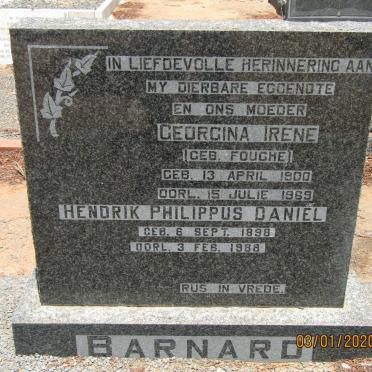 IN LIEFDEVOLLE HERINNERING AAN
MY DIERBARE EGGENOTE
EN ONS MOEDER
GEORGINA IRENE
(GEB. FOUCHE)
GEB. 13 APRIL 1900
OORL. 15 JULIE 1969
HENDRIK PHILIPPUS DANIËL
GEB. 6 SEPT. 1898
OORL. 3 FEB. 1988
RUS IN VREDE.
BARNARD
03/01/2020